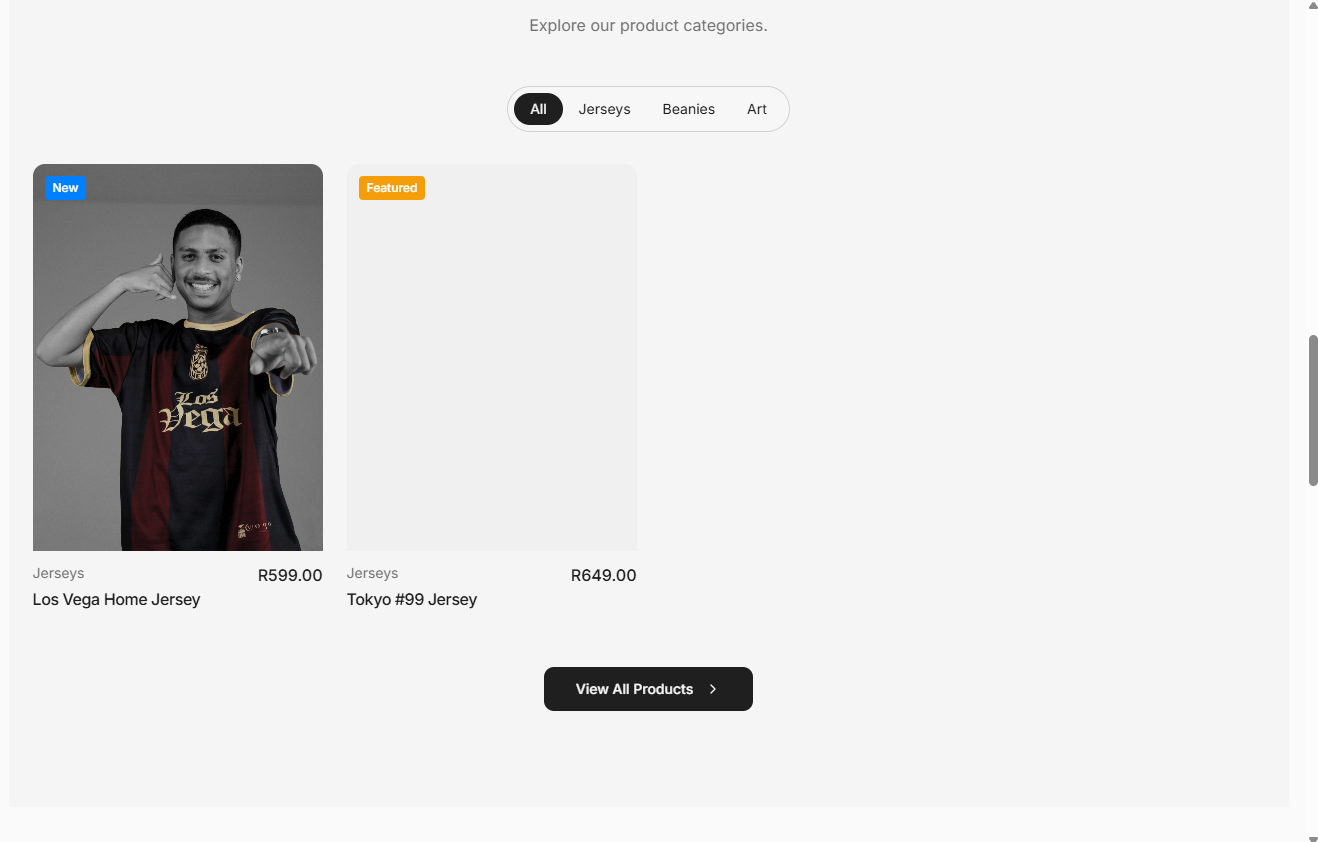 Explore our product categories.
All Jerseys Beanies Art
New
Featured
Los
Vega
Jerseys R599.00
Los Vega Home Jersey
Jerseys R649.00
Tokyo #99 Jersey
View All Products